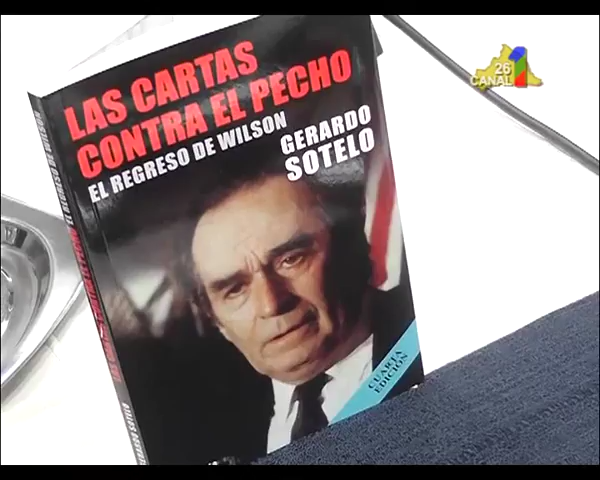 LAS CARTAS
CONTRA EL PECHO
EL REGRESO DE WILSON
GERARDO
SOTELO
CUARTA
EDICIÓN
26
CANAL